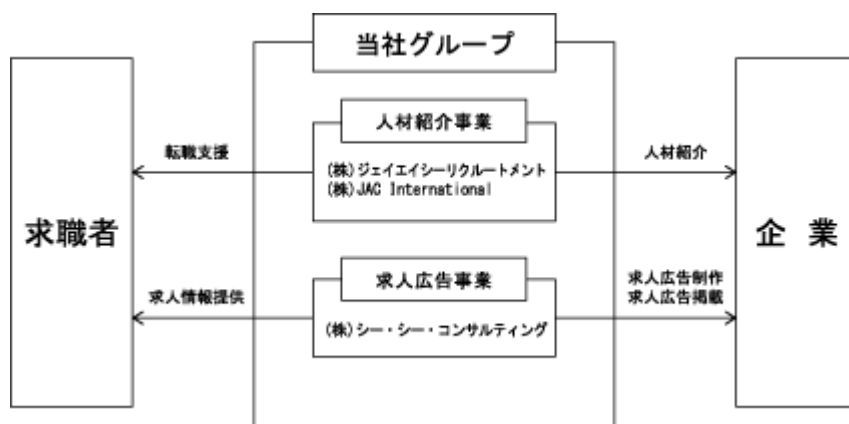 当社グループ
人材紹介事業
転職支援
人材紹介
(株)ジェイエイシーリクルートメント
(株)JAC International
求職者
企　業
求人広告事業
求人情報提供
求人広告制作
求人広告掲載
(株)シー・シー・コンサルティング